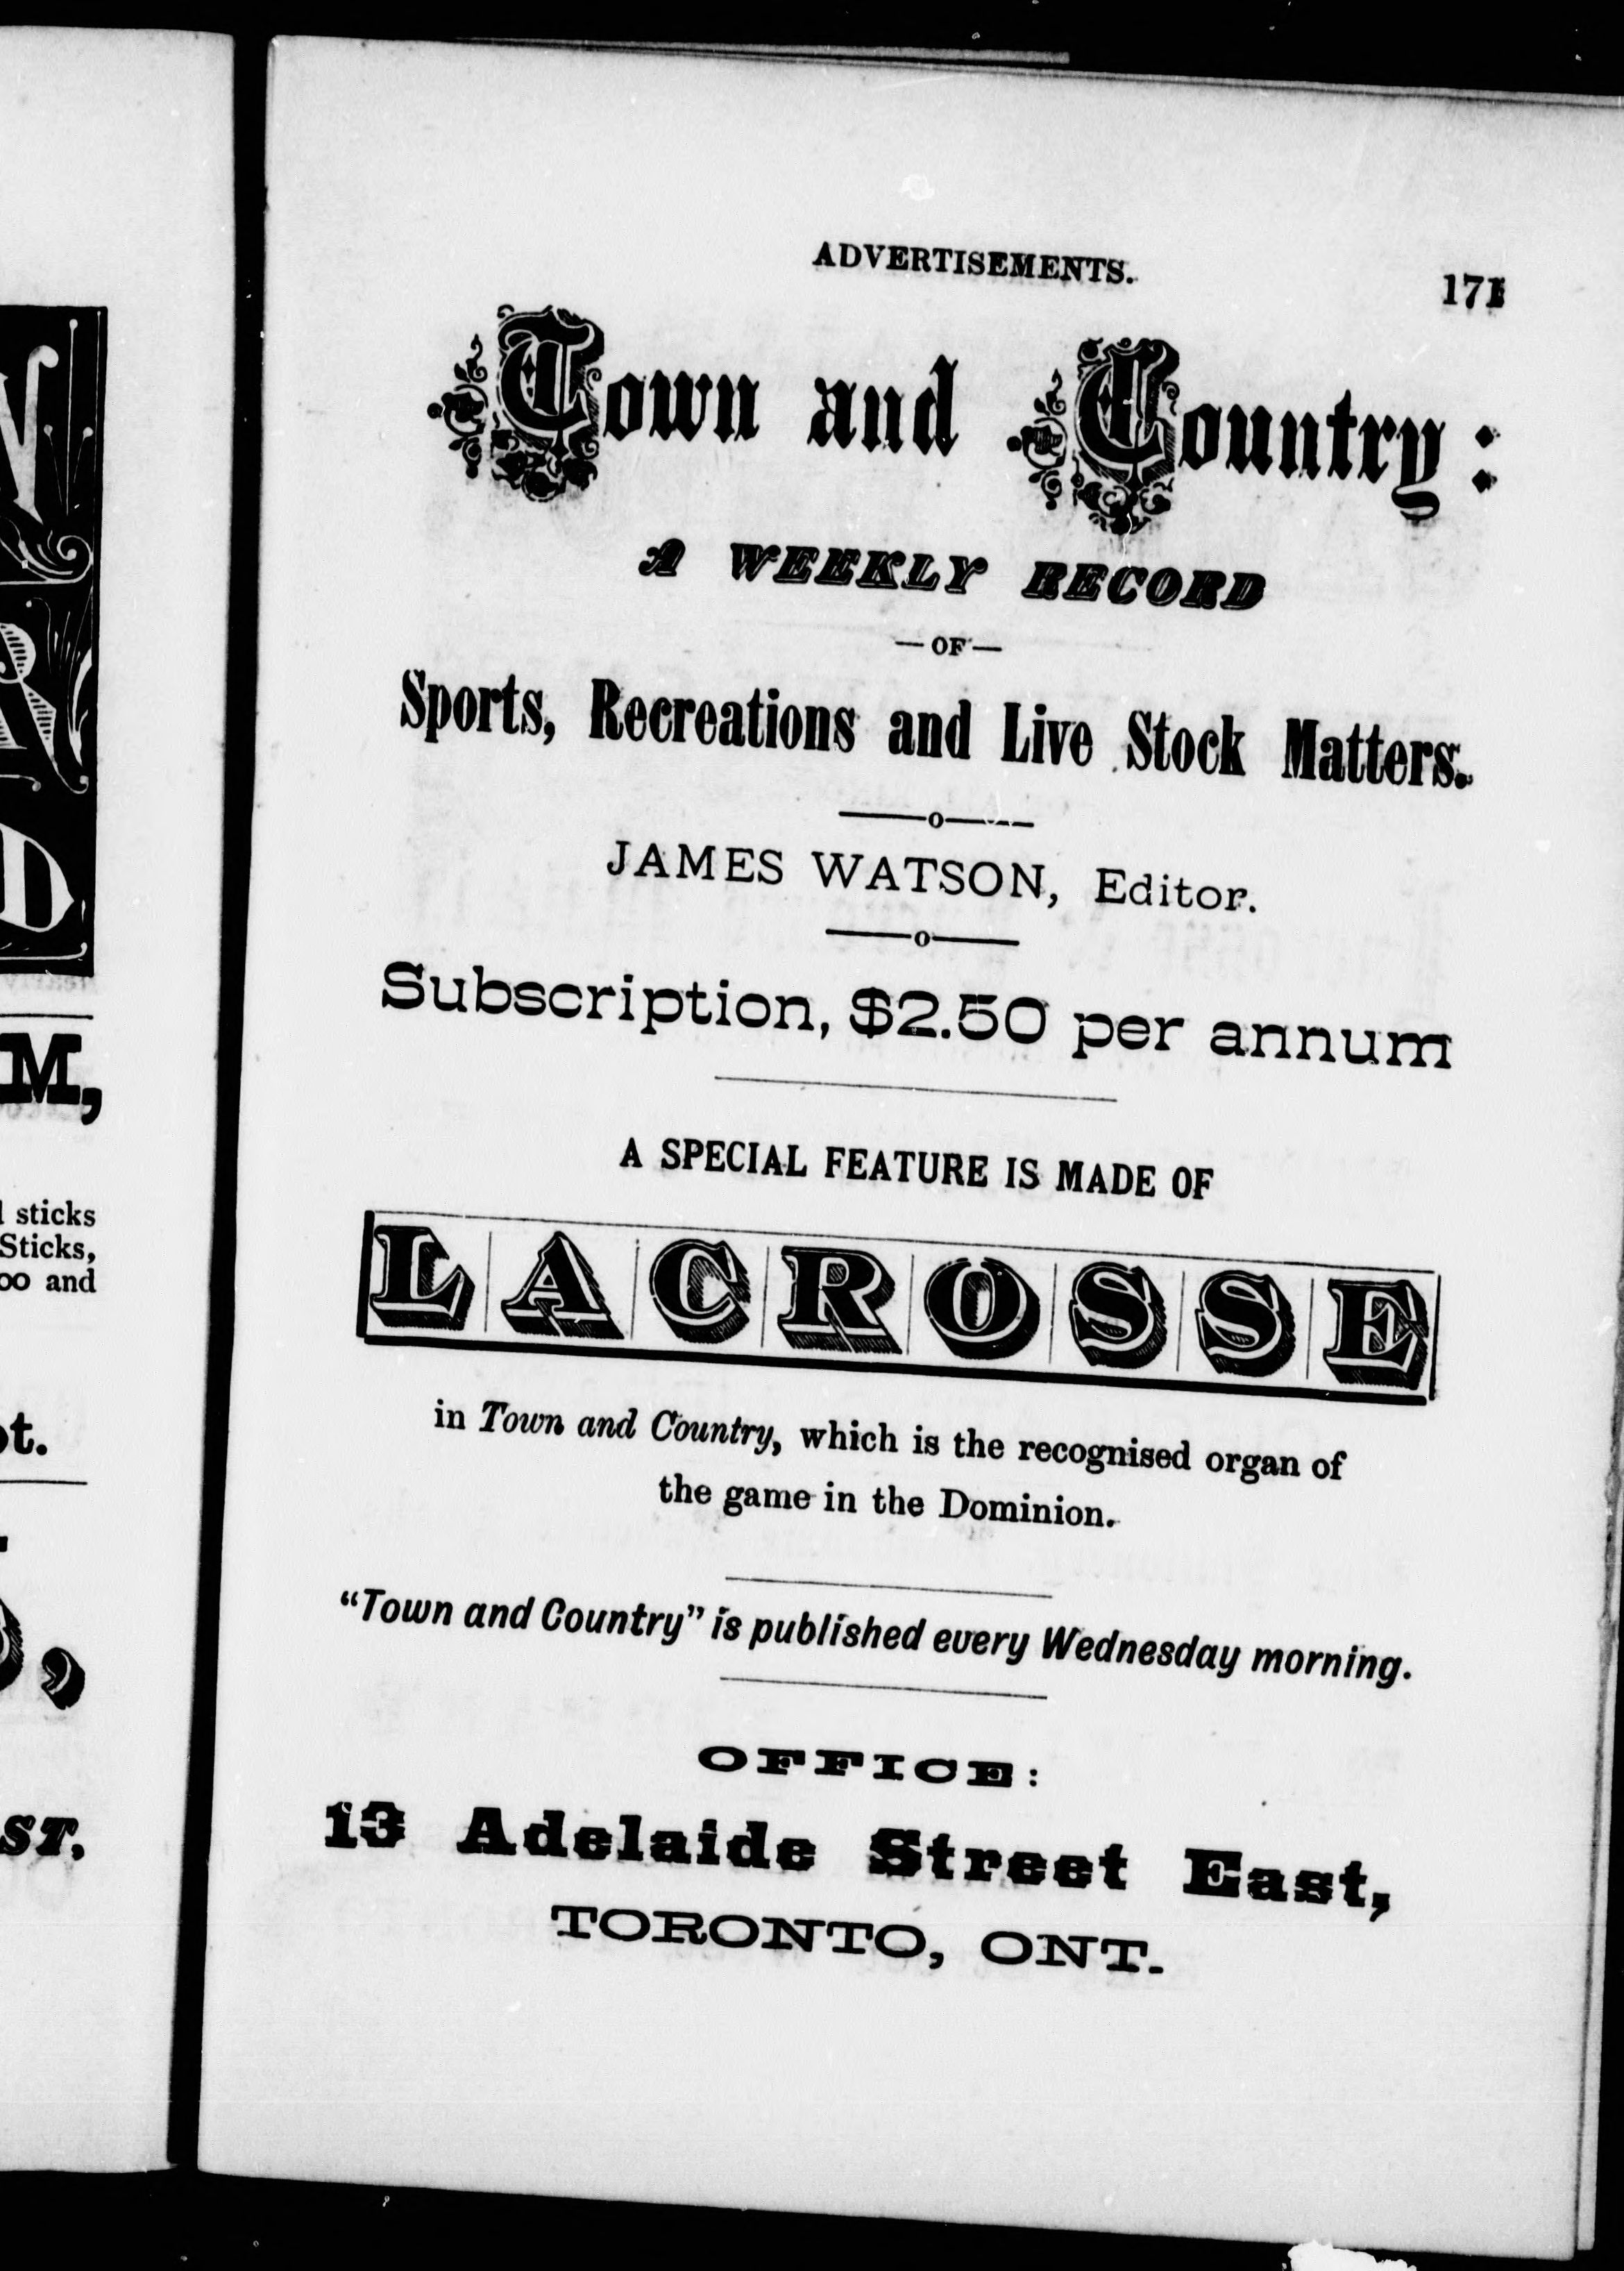 ADVERTISEMENTS.
171
Town and Country:
A WEEKLY RECORD
—OF—
Sports, Recreations and Live Stock Matters.
———o———
JAMES WATSON, Editor.
———o———
Subscription, $2.50 per annum
A SPECIAL FEATURE IS MADE OF
LACROSSE
in Town and Country, which is the recognised organ of
the game in the Dominion.
“Town and Country” is published every Wednesday morning.
OFFICE:
13 Adelaide Street East,
TORONTO, ONT.
M,
sticks
Sticks,
and
ST.